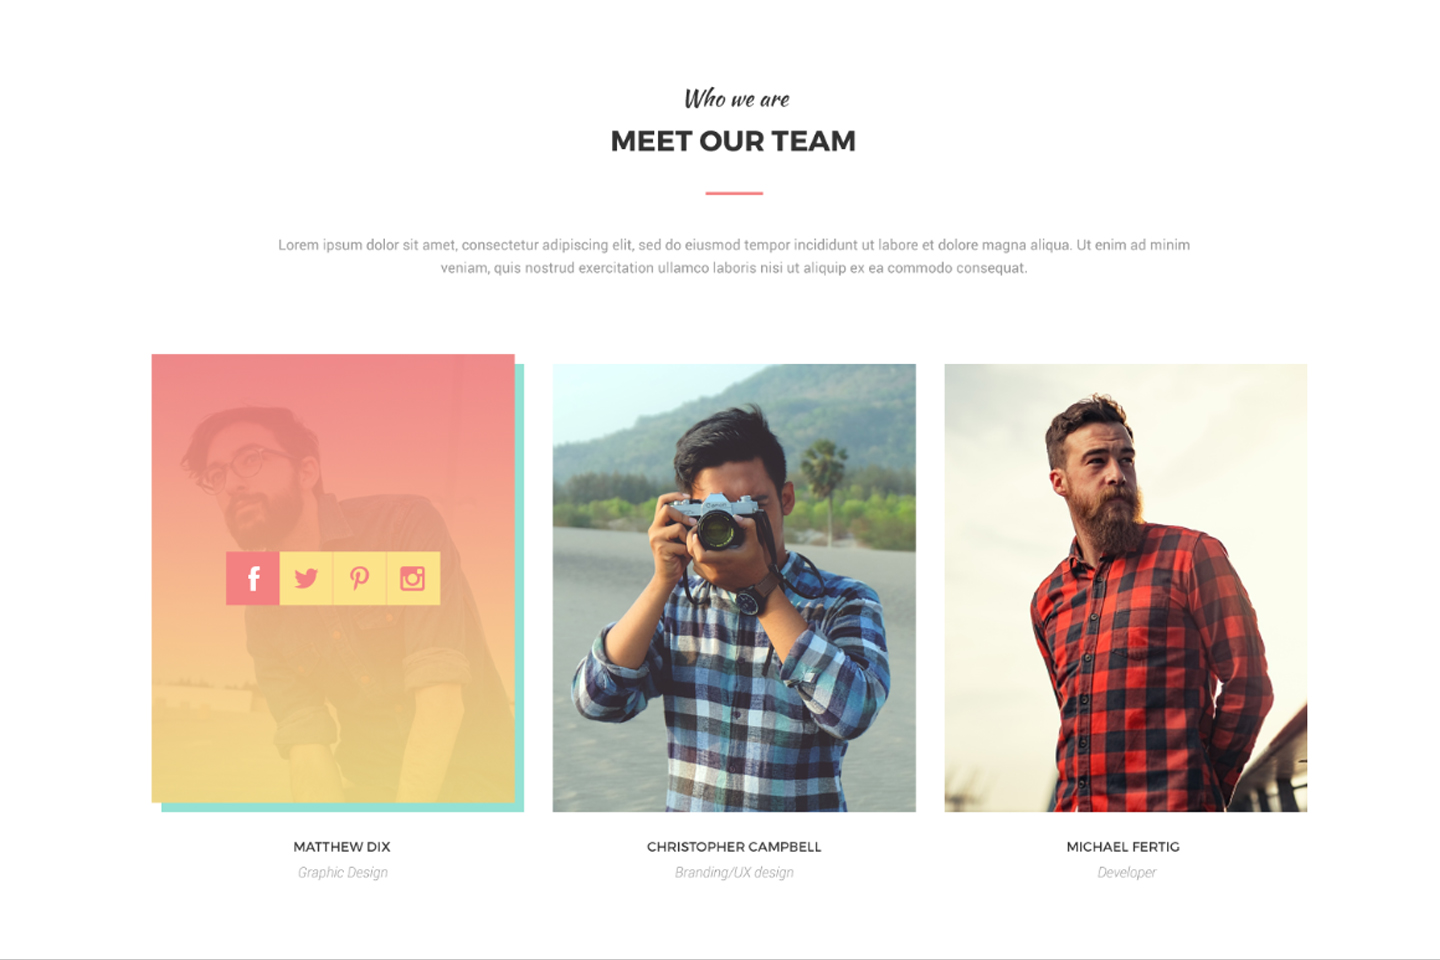 Who we are
MEET OUR TEAM
Lorem ipsum dolor sit amet, consectetur adipiscing elit, sed do eiusmod tempor incididunt ut labore et dolore magna aliqua. Ut enim ad minim
veniam, quis nostrud exercitation ullamco laboris nisi ut aliquip ex ea commodo consequat.
MATTHEW DIX
Graphic Design
CHRISTOPHER CAMPBELL
Branding/UX design
MICHAEL FERTIG
Developer